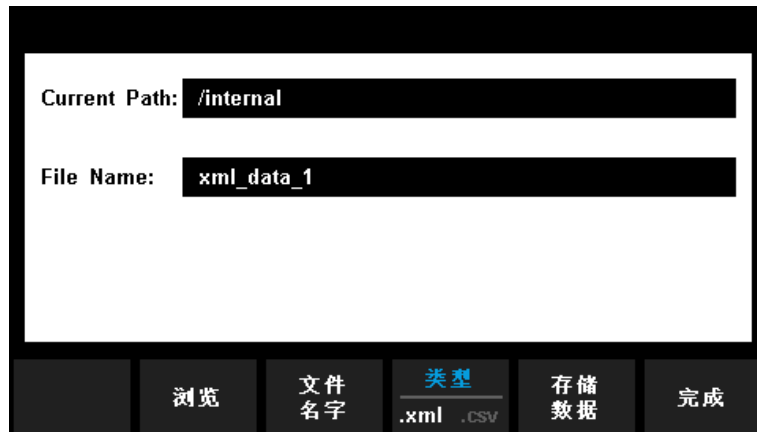 Current Path: /internal
File Name: xml_data_1
浏览
文件
名字
类型
.xml .csv
存储
数据
完成